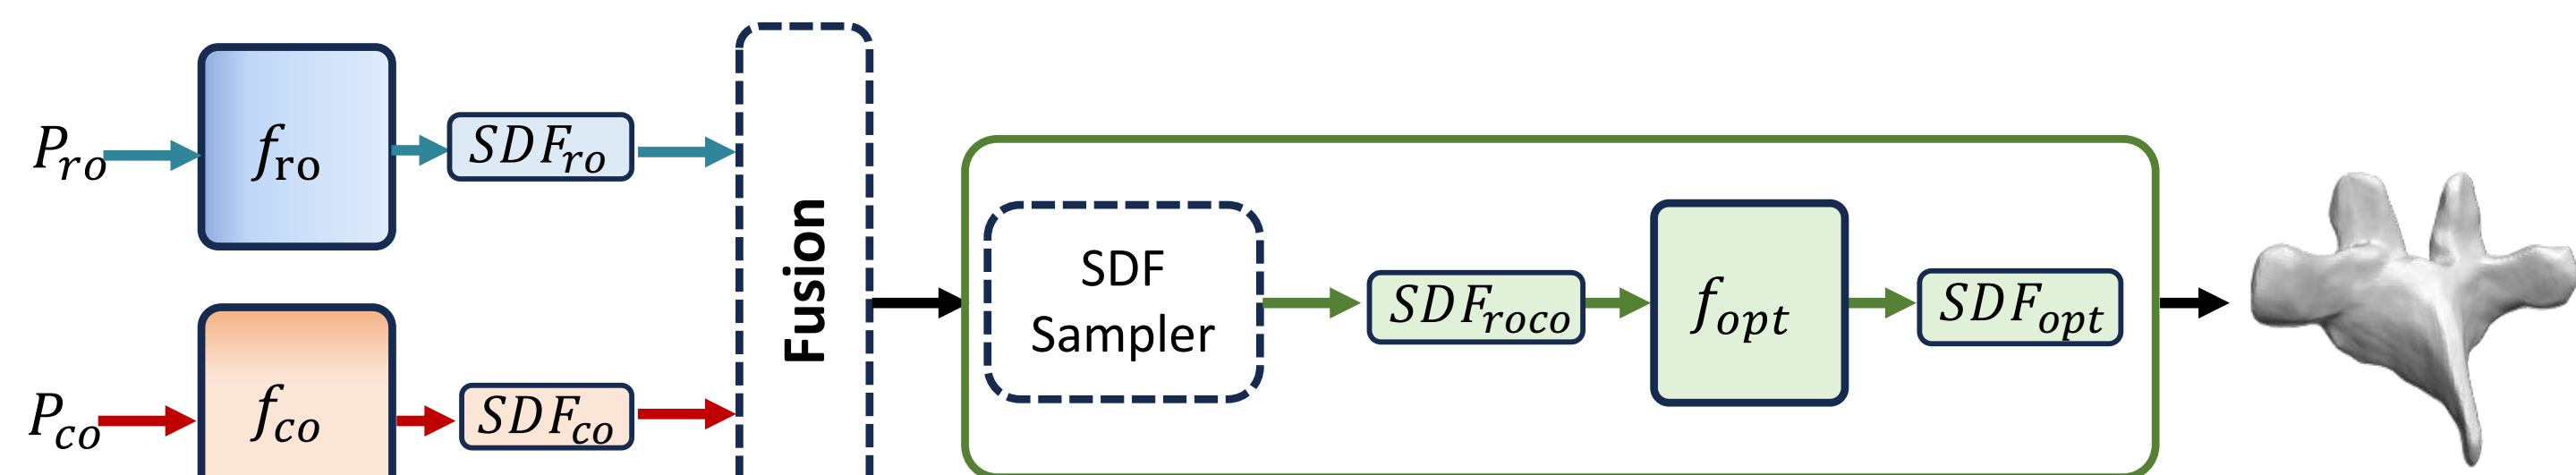 P_ro
f_ro
SDF_ro
P_co
f_co
SDF_co
Fusion
SDF
Sampler
SDF_roco
f_opt
SDF_opt